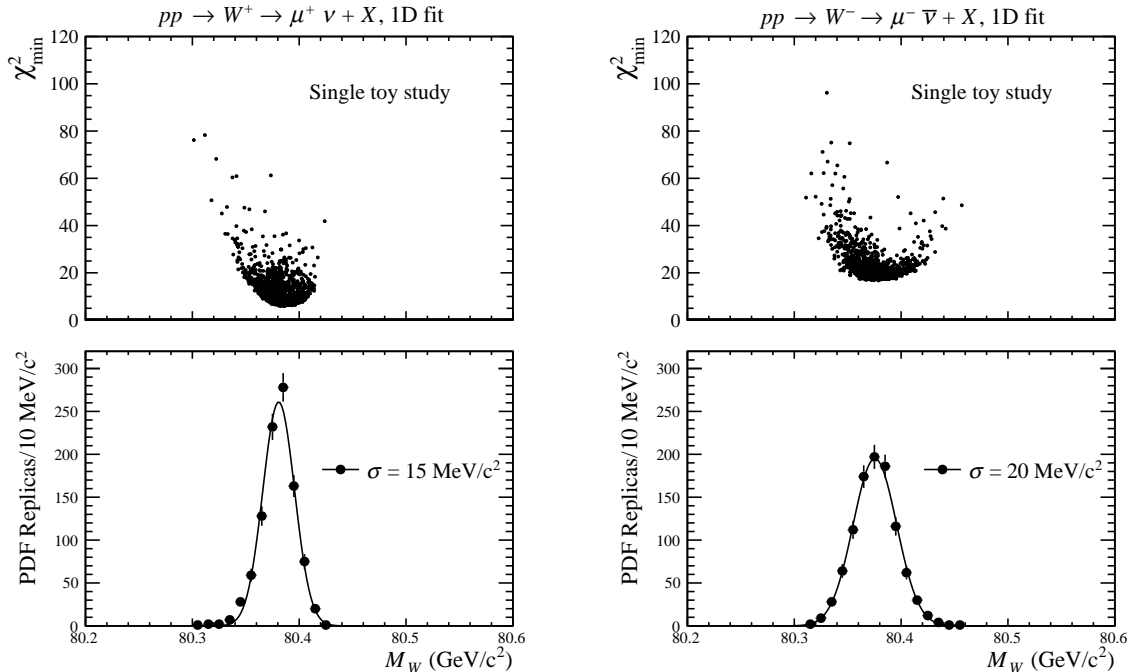 pp → W⁺ → μ⁺ ν + X, 1D fit
χ²min
120
100
80
60
40
20
0
Single toy study
PDF Replicas/10 MeV/c²
300
250
200
150
100
50
0
σ = 15 MeV/c²
80.2 80.3 80.4 80.5 80.6
M_W (GeV/c²)
pp → W⁻ → μ⁻ ν̅ + X, 1D fit
χ²min
120
100
80
60
40
20
0
Single toy study
PDF Replicas/10 MeV/c²
300
250
200
150
100
50
0
σ = 20 MeV/c²
80.2 80.3 80.4 80.5 80.6
M_W (GeV/c²)